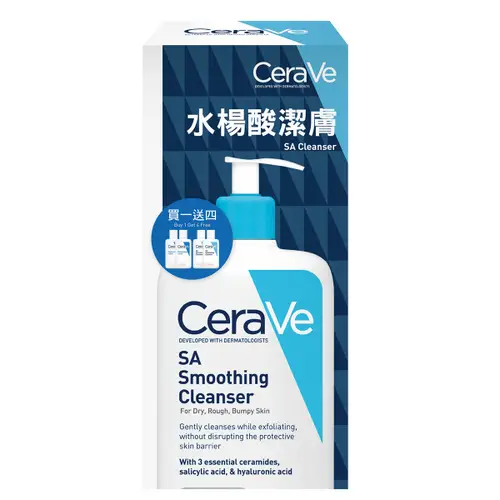 CeraVe
DEVELOPED WITH DERMATOLOGISTS
水楊酸潔膚
SA Cleanser
買一送四
Buy 1 Get 4 Free
CeraVe
DEVELOPED WITH DERMATOLOGISTS
SA
Smoothing
Cleanser
For Dry, Rough, Bumpy Skin
Gently cleanses while exfoliating,
without disrupting the protective
skin barrier
With 3 essential ceramides,
salicylic acid, & hyaluronic acid